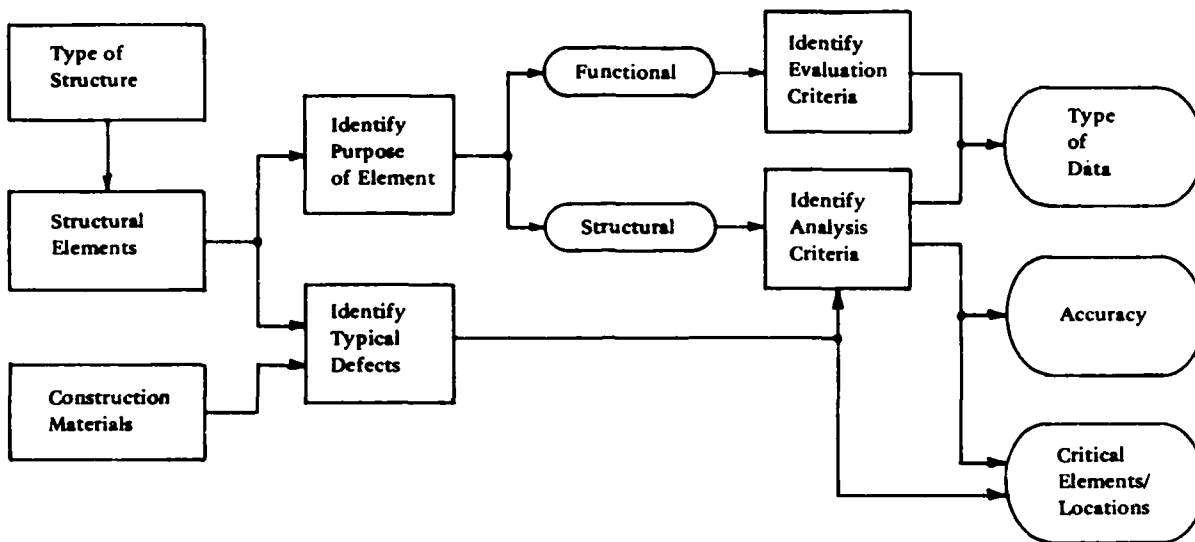 Type of
Structure
Structural
Elements
Construction
Materials
Identify
Purpose
of Element
Identify
Typical
Defects
Functional
Structural
Identify
Evaluation
Criteria
Identify
Analysis
Criteria
Type
of
Data
Accuracy
Critical
Elements/
Locations